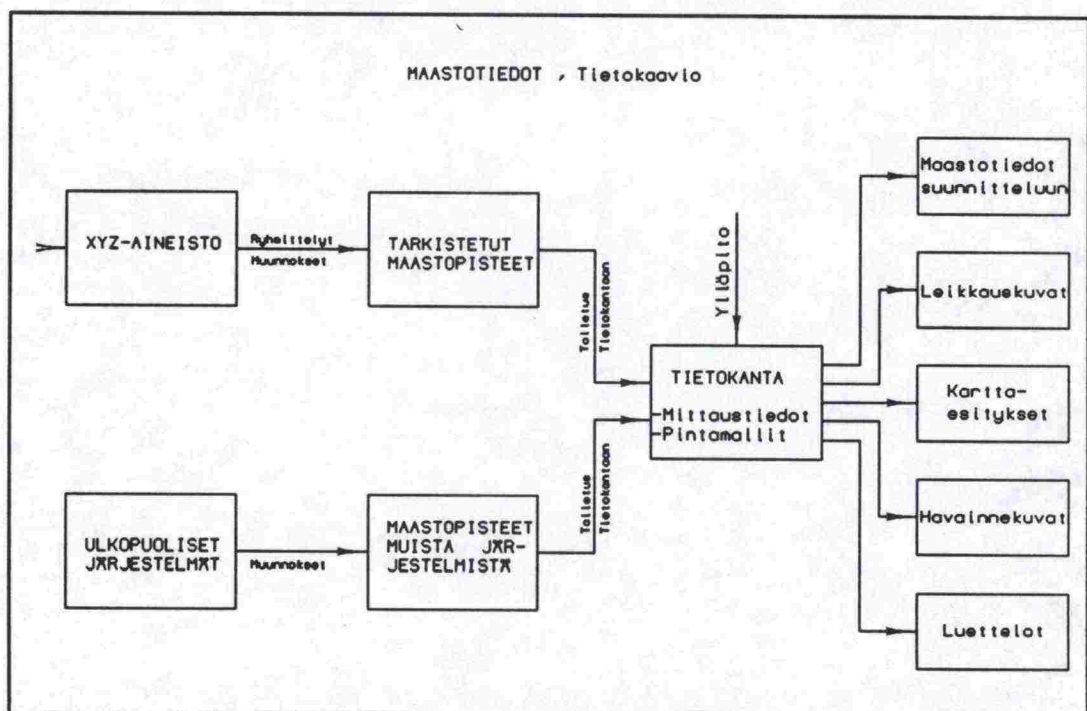 MAASTOTIEDOT , Tietokaavio
XYZ-AINEISTO
Ryhmittelyt
Muunnokset
TARKISTETUT
MAASTOPISTEET
Talletus
Tietokantaan
Ylläpito
ULKOPUOLISET
JÄRJESTELMÄT
Muunnokset
MAASTOPISTEET
MUISTA JÄR-
JESTELMISTÄ
Talletus
Tietokantaan
TIETOKANTA
-Mittaustiedot
-Pintamallit
Maastotiedot
suunnitteluun
Leikkauskuvat
Kartta-
esitykset
Havainnekuvat
Luettelot